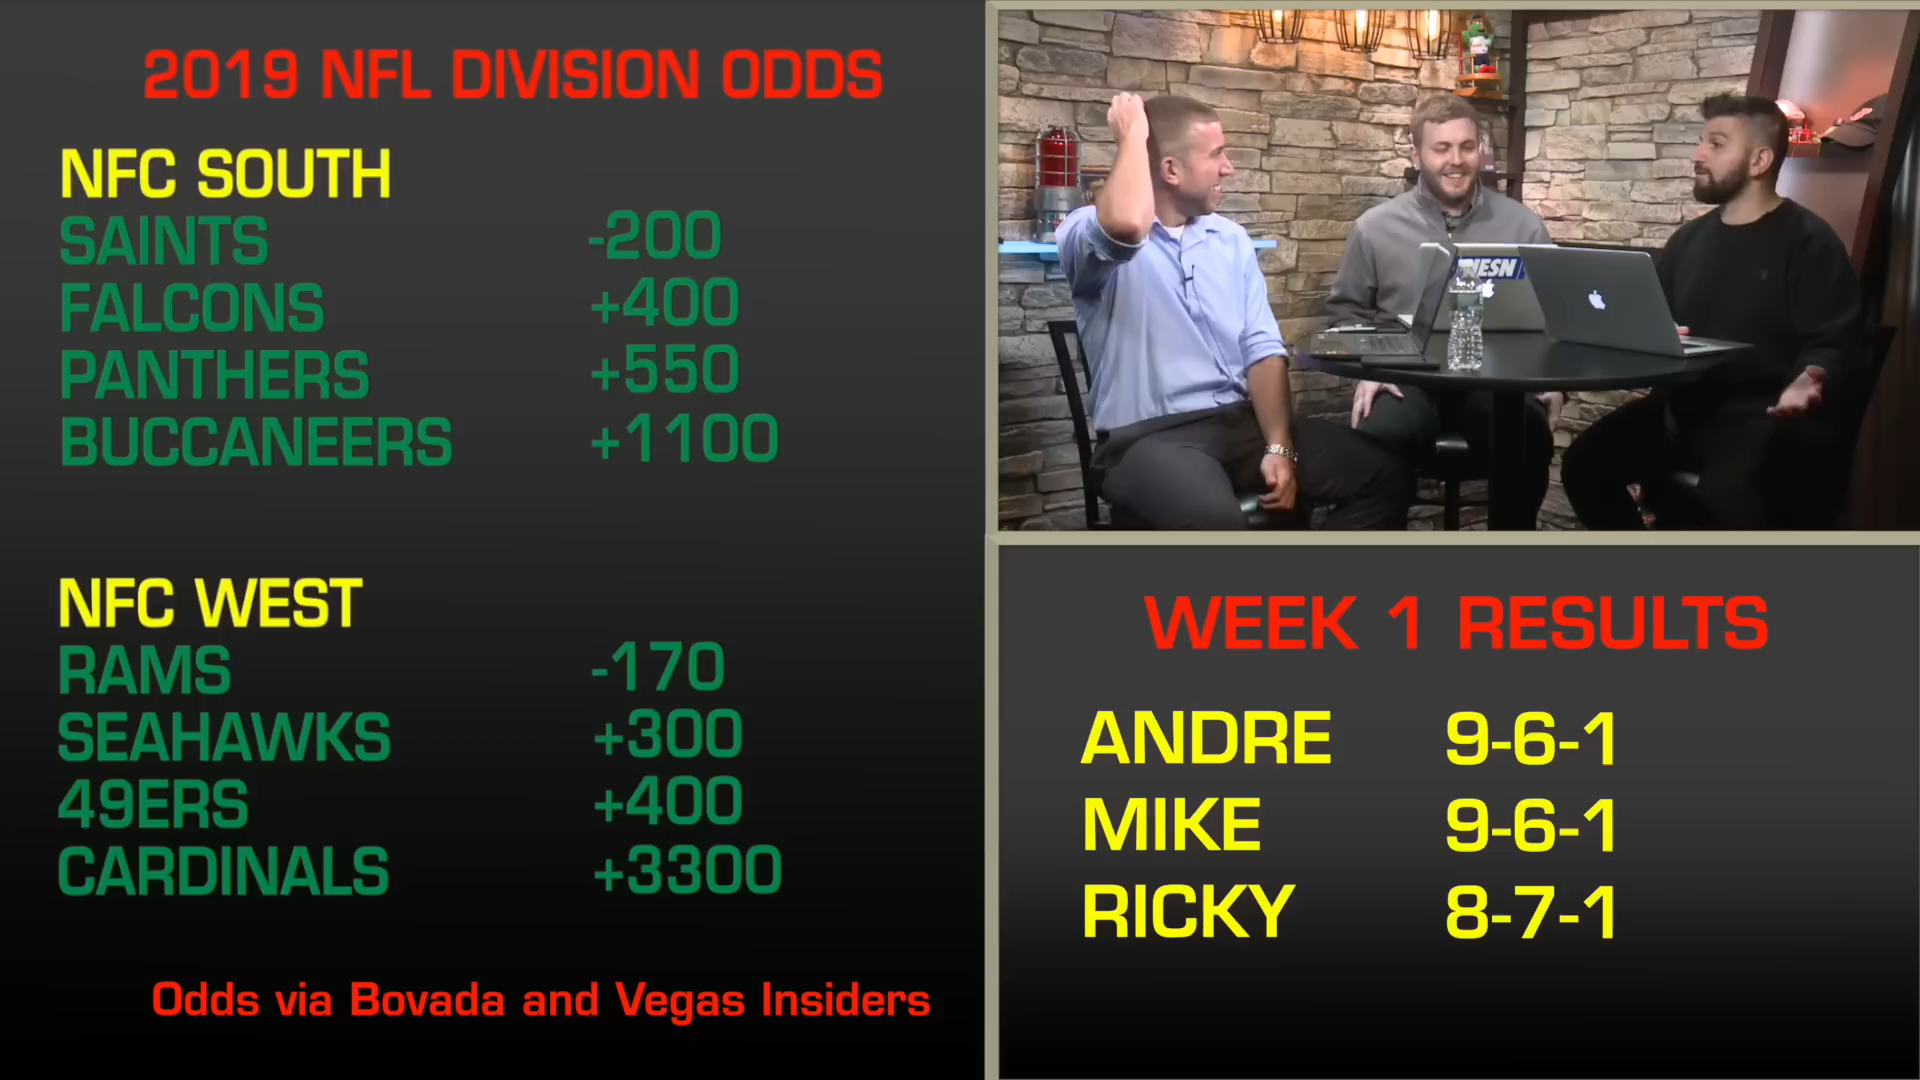 2019 NFL DIVISION ODDS
NFC SOUTH
SAINTS -200
FALCONS +400
PANTHERS +550
BUCCANEERS +1100
NFC WEST
RAMS -170
SEAHAWKS +300
49ERS +400
CARDINALS +3300
Odds via Bovada and Vegas Insiders
NESN
WEEK 1 RESULTS
ANDRE 9-6-1
MIKE 9-6-1
RICKY 8-7-1